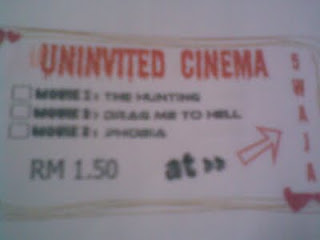 UNINVITED CINEMA
MOVIE 1: THE HUNTING
MOVIE 2: DRAG ME TO HELL
MOVIE 3: PHOBIA
RM 1.50 at >>
SWAJA